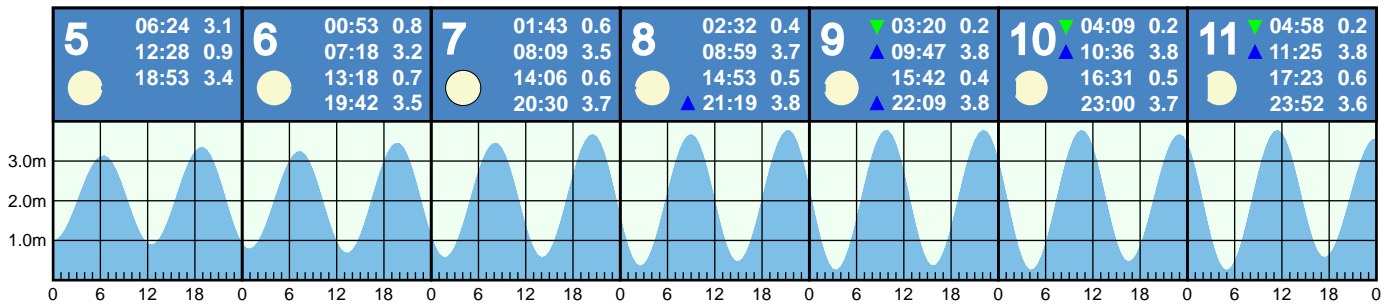 5
06:24 3.1
12:28 0.9
18:53 3.4
6
00:53 0.8
07:18 3.2
13:18 0.7
19:42 3.5
7
01:43 0.6
08:09 3.5
14:06 0.6
20:30 3.7
8
02:32 0.4
08:59 3.7
14:53 0.5
▲ 21:19 3.8
9
▼ 03:20 0.2
▲ 09:47 3.8
15:42 0.4
▲ 22:09 3.8
10
▼ 04:09 0.2
▲ 10:36 3.8
16:31 0.5
23:00 3.7
11
▼ 04:58 0.2
▲ 11:25 3.8
17:23 0.6
23:52 3.6
3.0m
2.0m
1.0m
0 6 12 18 0 6 12 18 0 6 12 18 0 6 12 18 0 6 12 18 0 6 12 18 0 6 12 18 0